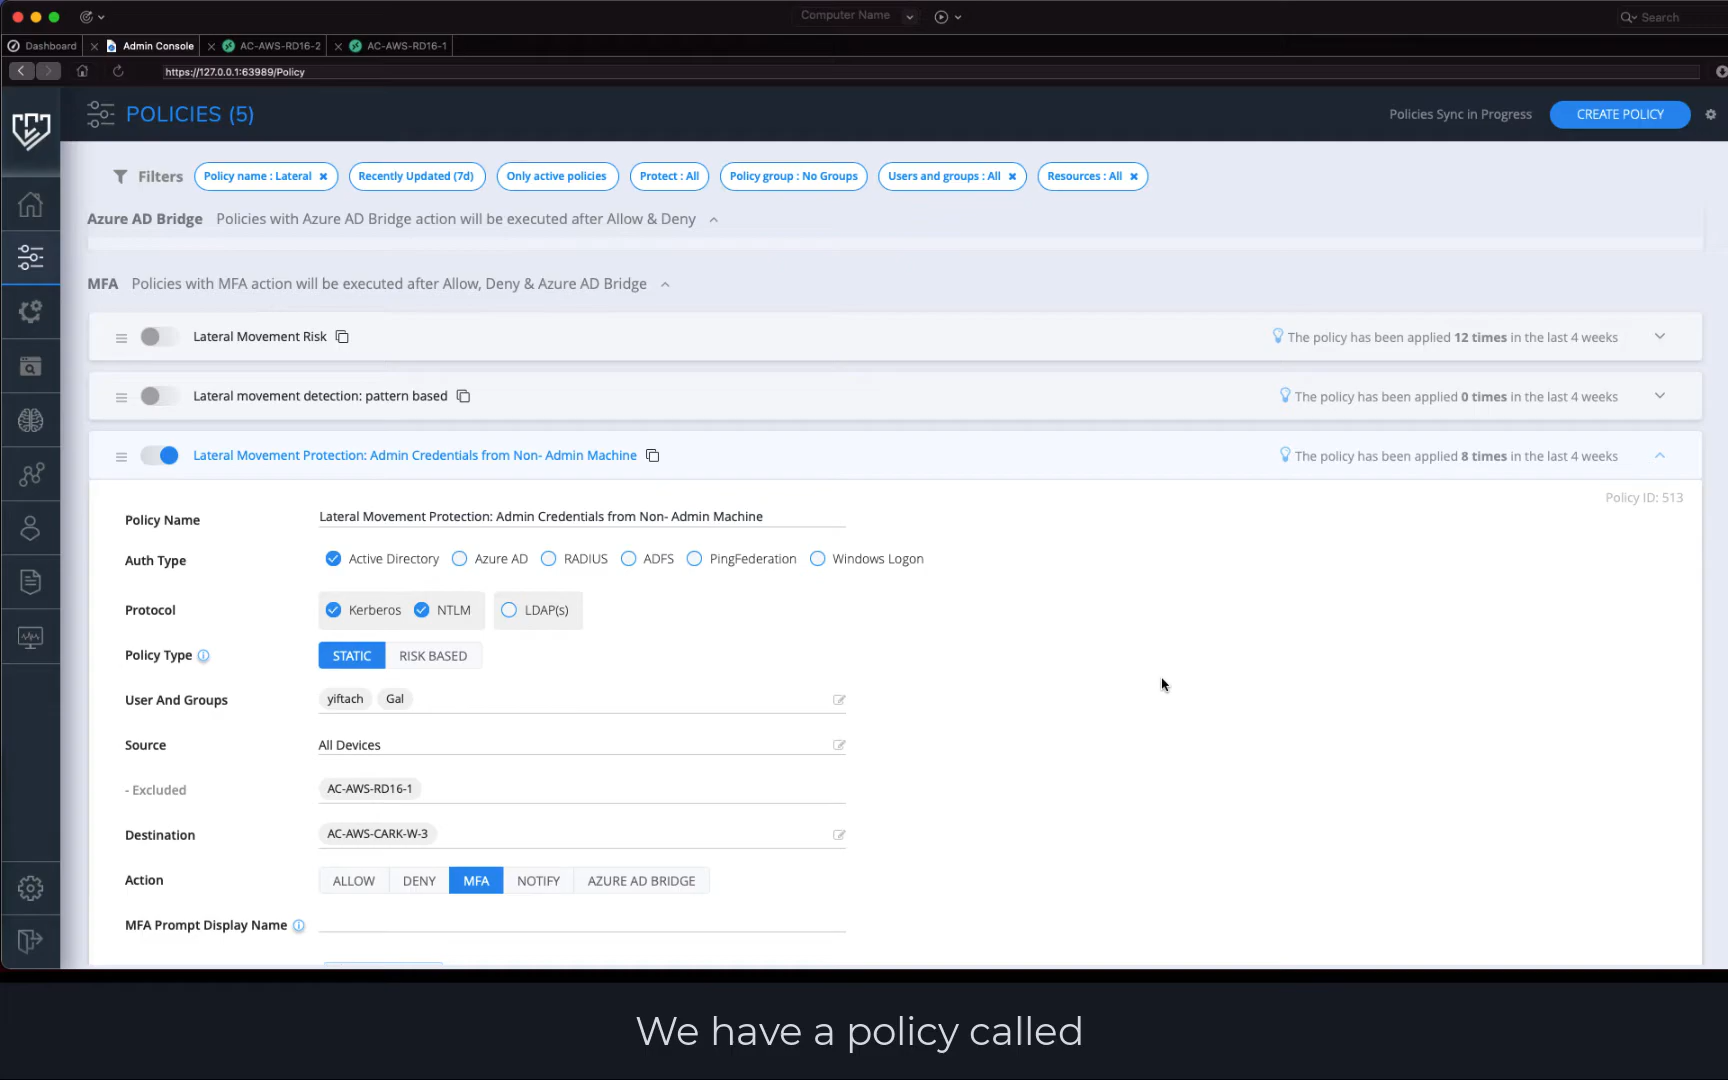 Computer Name
Search
Dashboard
Admin Console
AC-AWS-RD16-2
AC-AWS-RD16-1
https://127.0.0.1:63989/Policy
POLICIES (5)
Policies Sync in Progress
CREATE POLICY
Filters
Policy name : Lateral
Recently Updated (7d)
Only active policies
Protect : All
Policy group : No Groups
Users and groups : All
Resources : All
Azure AD Bridge Policies with Azure AD Bridge action will be executed after Allow & Deny
MFA Policies with MFA action will be executed after Allow, Deny & Azure AD Bridge
Lateral Movement Risk
The policy has been applied 12 times in the last 4 weeks
Lateral movement detection: pattern based
The policy has been applied 0 times in the last 4 weeks
Lateral Movement Protection: Admin Credentials from Non- Admin Machine
The policy has been applied 8 times in the last 4 weeks
Policy ID: 513
Policy Name
Lateral Movement Protection: Admin Credentials from Non- Admin Machine
Auth Type
Active Directory
Azure AD
RADIUS
ADFS
PingFederation
Windows Logon
Protocol
Kerberos
NTLM
LDAP(s)
Policy Type
STATIC
RISK BASED
User And Groups
yiftach
Gal
Source
All Devices
- Excluded
AC-AWS-RD16-1
Destination
AC-AWS-CARK-W-3
Action
ALLOW
DENY
MFA
NOTIFY
AZURE AD BRIDGE
MFA Prompt Display Name
We have a policy called